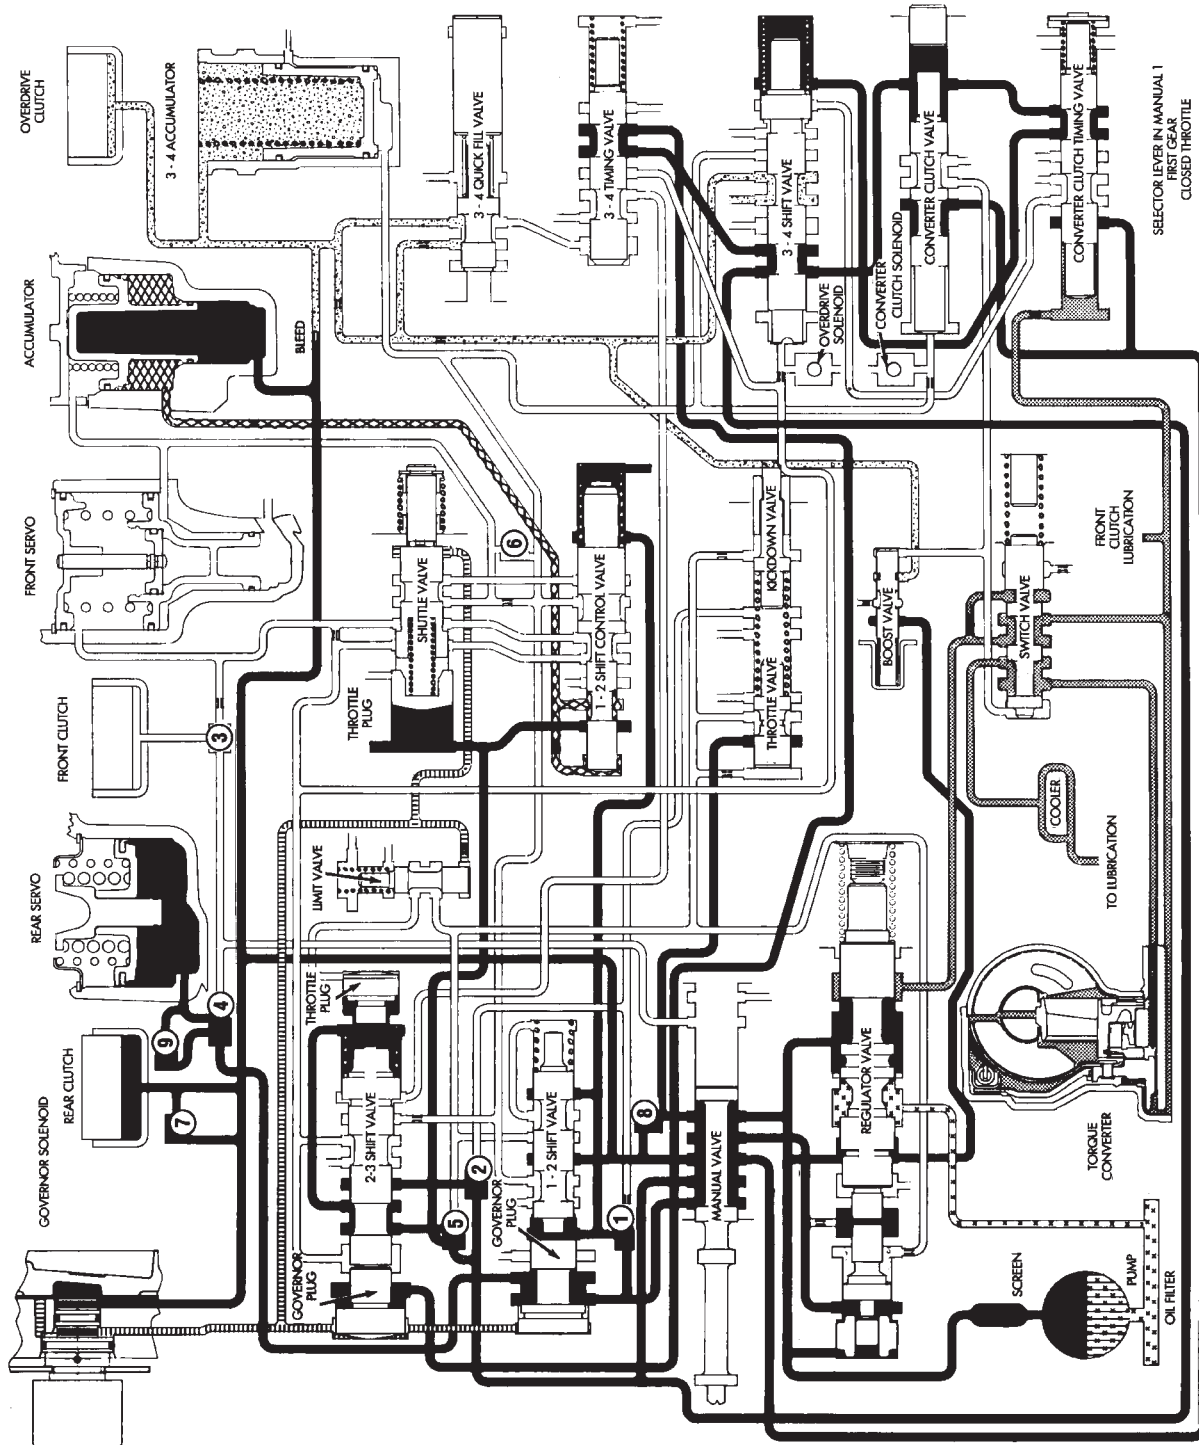 OVERDRIVE
CLUTCH
3 - 4 ACCUMULATOR
3 - 4 QUICK FILL VALVE
3 - 4 TIMING VALVE
3 - 4 SHIFT VALVE
CONVERTER CLUTCH VALVE
CONVERTER CLUTCH TIMING VALVE
SELECTOR LEVER IN MANUAL 1
FIRST GEAR
CLOSED THROTTLE
ACCUMULATOR
BLEED
OVERDRIVE
SOLENOID
CONVERTER
CLUTCH SOLENOID
FRONT SERVO
SHUTTLE VALVE
6
1 - 2 SHIFT CONTROL VALVE
KICKDOWN VALVE
THROTTLE VALVE
BOOST VALVE
SWITCH VALVE
FRONT
CLUTCH
LUBRICATION
FRONT CLUTCH
3
THROTTLE
PLUG
COOLER
TO LUBRICATION
REAR SERVO
LIMIT VALVE
REAR CLUTCH
9
4
7
THROTTLE
PLUG
2-3 SHIFT VALVE
1 - 2 SHIFT VALVE
2
5
8
1
MANUAL VALVE
REGULATOR VALVE
TORQUE
CONVERTER
GOVERNOR SOLENOID
GOVERNOR
PLUG
GOVERNOR
PLUG
SCREEN
PUMP
OIL FILTER